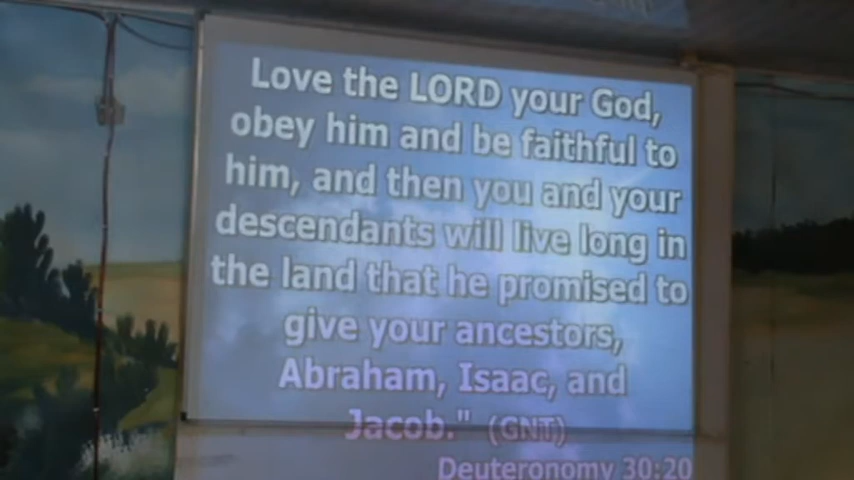 Love the LORD your God,
obey him and be faithful to
him, and then you and your
descendants will live long in
the land that he promised to
give your ancestors,
Abraham, Isaac, and
Jacob." (GNT)
Deuteronomy 30:20